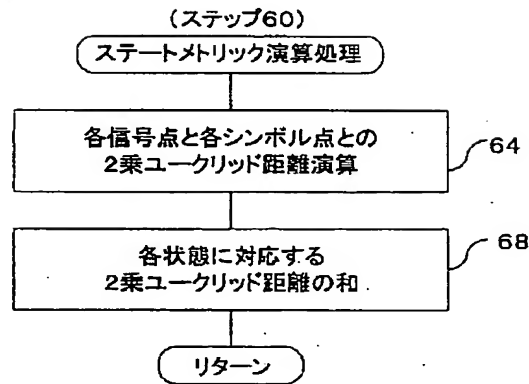 (ステップ60)
ステートメトリック演算処理
各信号点と各シンボル点との
2乗ユークリッド距離演算
64
各状態に対応する
2乗ユークリッド距離の和
68
リターン